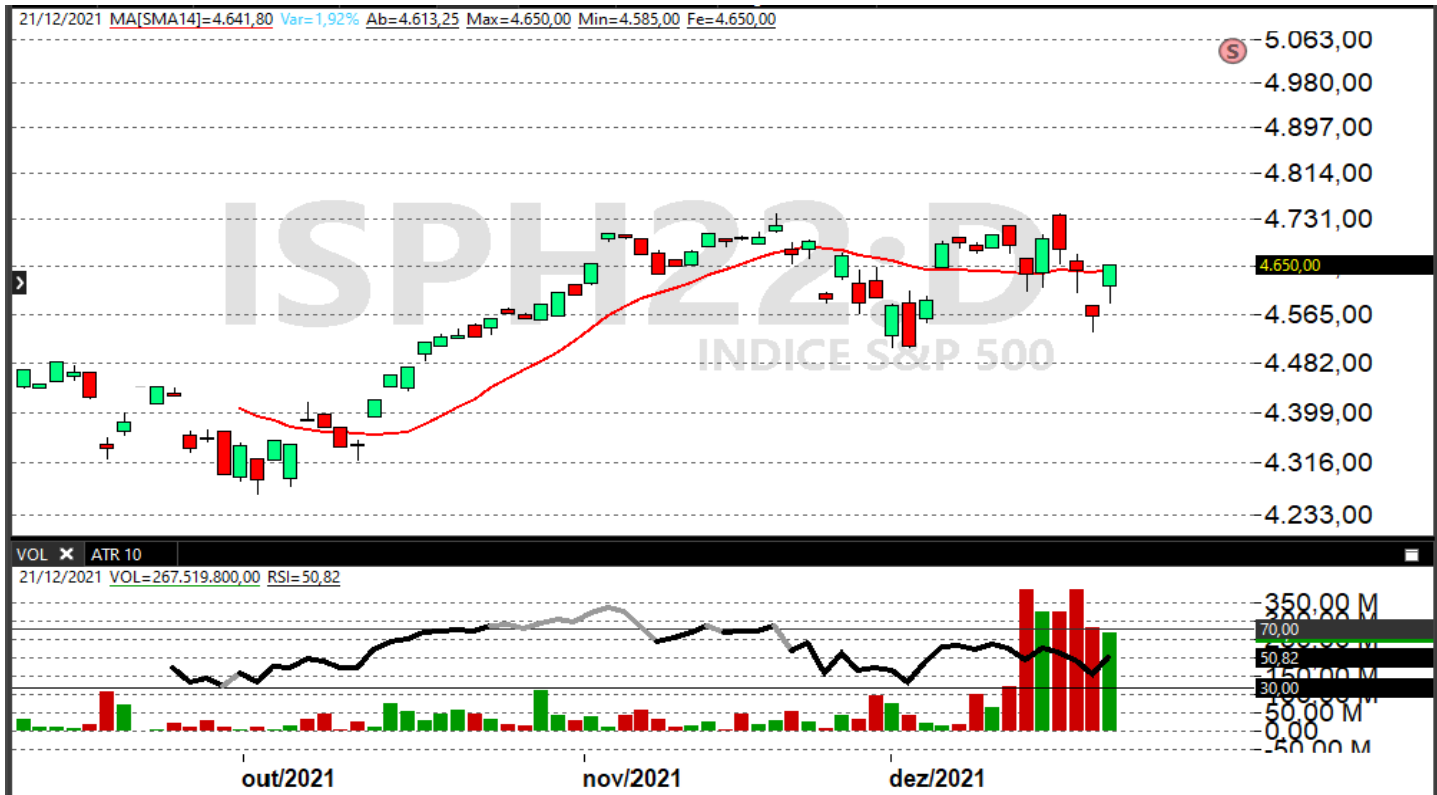 21/12/2021 MA[SMA14]=4.641,80 Var=1,92% Ab=4.613,25 Max=4.650,00 Min=4.585,00 Fe=4.650,00
5.063,00
S
4.980,00
4.897,00
4.814,00
4.731,00
ISPH22:D
4.650,00
4.565,00
INDICE S&P 500
4.482,00
4.399,00
4.316,00
4.233,00
VOL ATR 10
21/12/2021 VOL=267.519.800,00 RSI=50,82
350.00 M
70,00
50,82
30,00
50.00 M
0.00
-50.00 M
out/2021 nov/2021 dez/2021